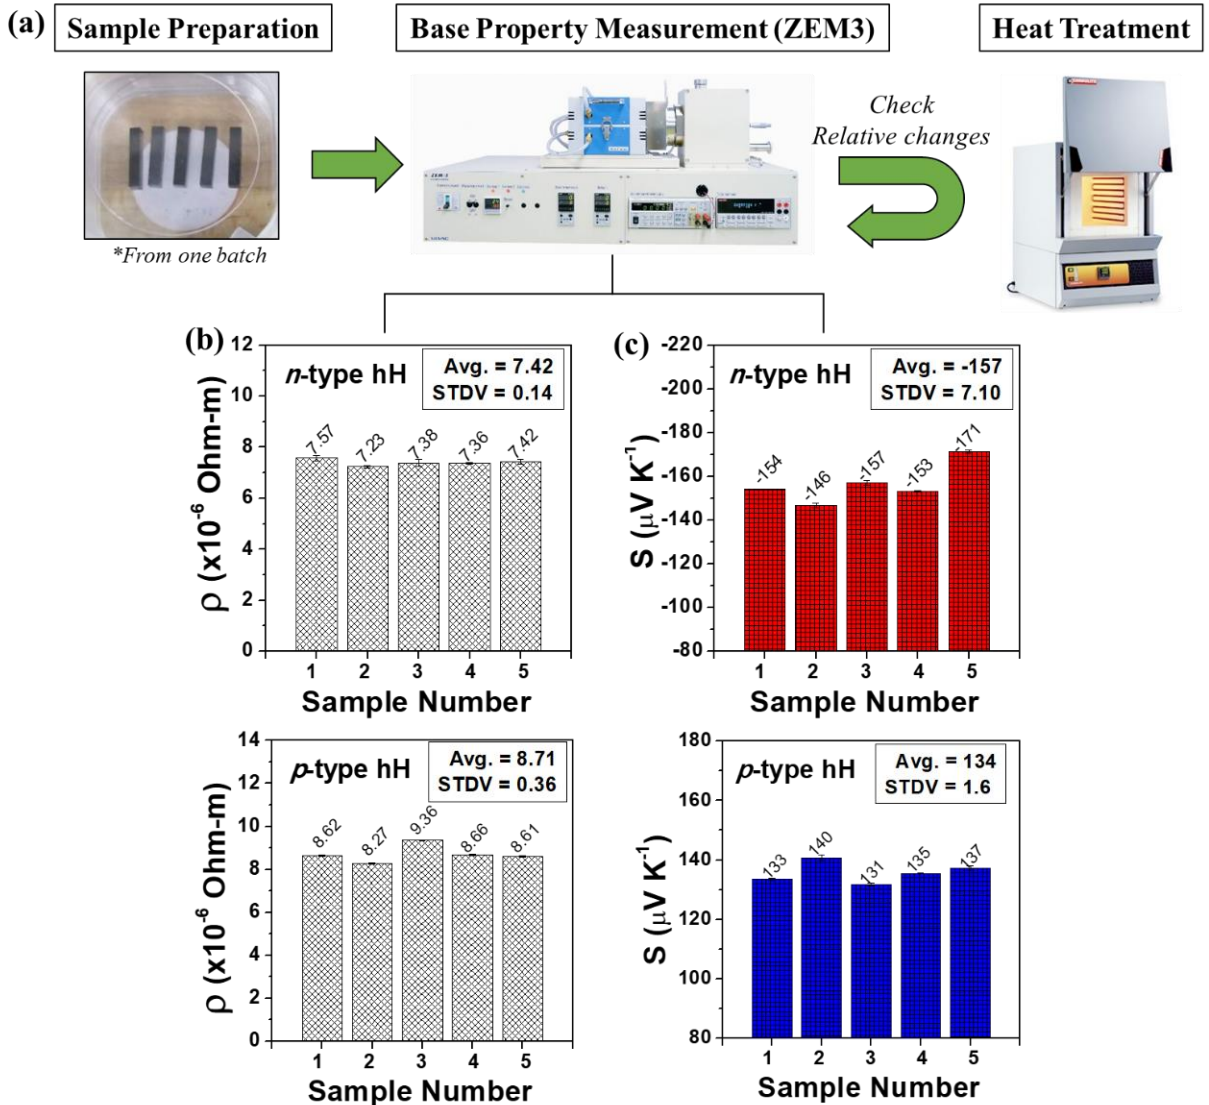 (a) Sample Preparation
Base Property Measurement (ZEM3)
Heat Treatment
*From one batch
ZEM-3
Check
Relative changes
(b)
n-type hH
Avg. = 7.42
STDV = 0.14
ρ (x10⁻⁶ Ohm-m)
12
10
8
6
4
2
0
7.57
7.23
7.38
7.36
7.42
1 2 3 4 5
Sample Number
(c)
n-type hH
Avg. = -157
STDV = 7.10
S (μV K⁻¹)
-220
-200
-180
-160
-140
-120
-100
-80
-154
-146
-157
-153
-171
1 2 3 4 5
Sample Number
p-type hH
Avg. = 8.71
STDV = 0.36
ρ (x10⁻⁶ Ohm-m)
14
12
10
8
6
4
2
0
8.62
8.27
9.36
8.66
8.61
1 2 3 4 5
Sample Number
p-type hH
Avg. = 134
STDV = 1.6
S (μV K⁻¹)
180
160
140
120
100
80
133
140
131
135
137
1 2 3 4 5
Sample Number